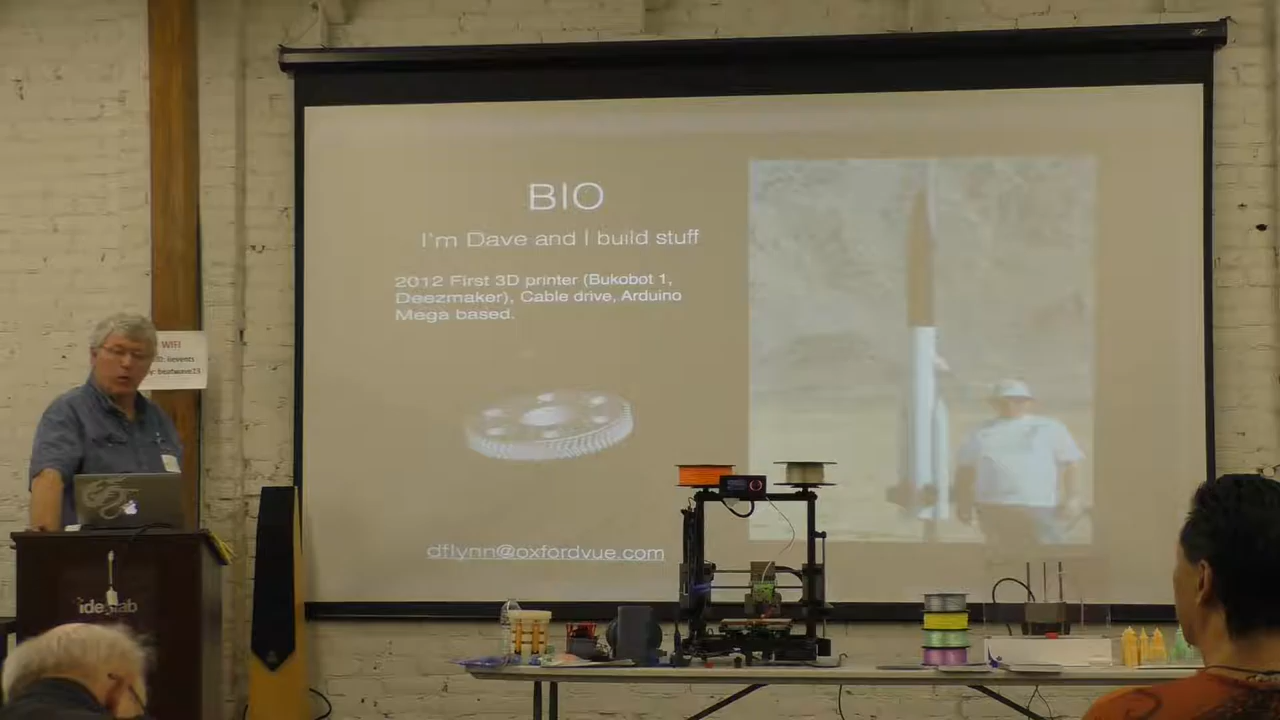 BIO
I'm Dave and I build stuff
2012 First 3D printer (Bukobot 1,
Deezmaker), Cable drive, Arduino
Mega based.
dflynn@oxfordvue.com
WIFI
idealab